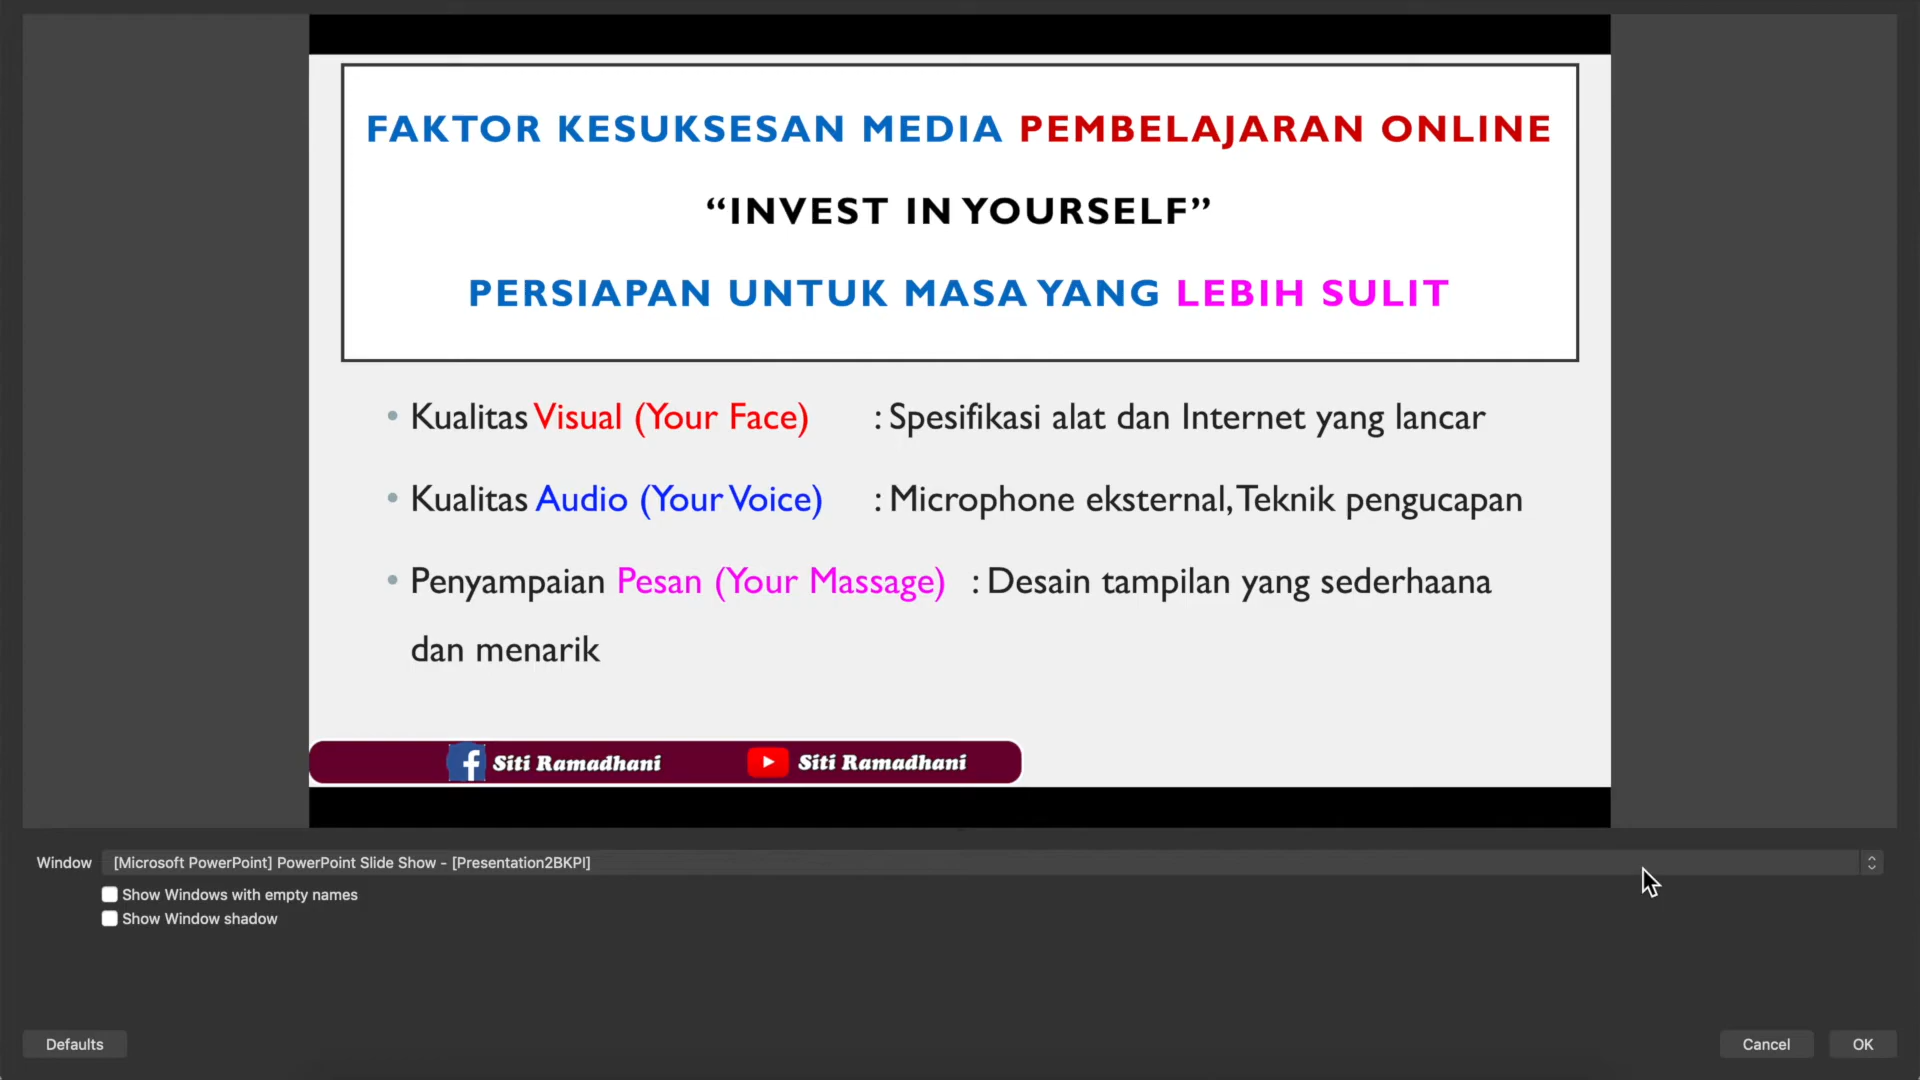 FAKTOR KESUKSESAN MEDIA PEMBELAJARAN ONLINE
“INVEST IN YOURSELF”
PERSIAPAN UNTUK MASA YANG LEBIH SULIT
• Kualitas Visual (Your Face) : Spesifikasi alat dan Internet yang lancar
• Kualitas Audio (Your Voice) : Microphone eksternal, Teknik pengucapan
• Penyampaian Pesan (Your Massage) : Desain tampilan yang sederhaana
dan menarik
f Siti Ramadhani Siti Ramadhani
Window [Microsoft PowerPoint] PowerPoint Slide Show - [Presentation2BKPI]
Show Windows with empty names
Show Window shadow
Defaults Cancel OK